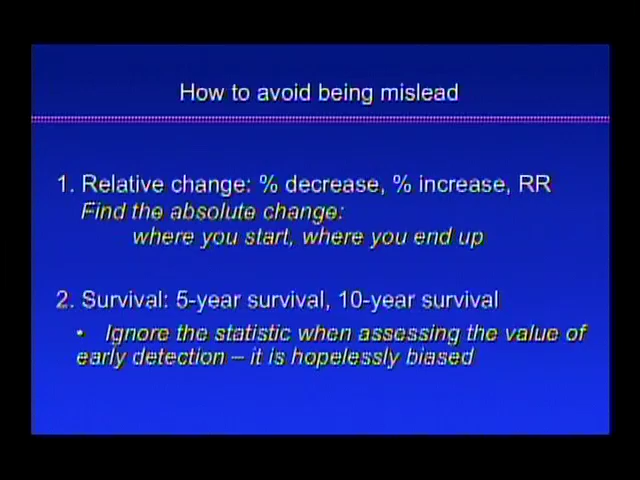 How to avoid being mislead
1. Relative change: % decrease, % increase, RR
Find the absolute change:
where you start, where you end up
2. Survival: 5-year survival, 10-year survival
• Ignore the statistic when assessing the value of
early detection – it is hopelessly biased